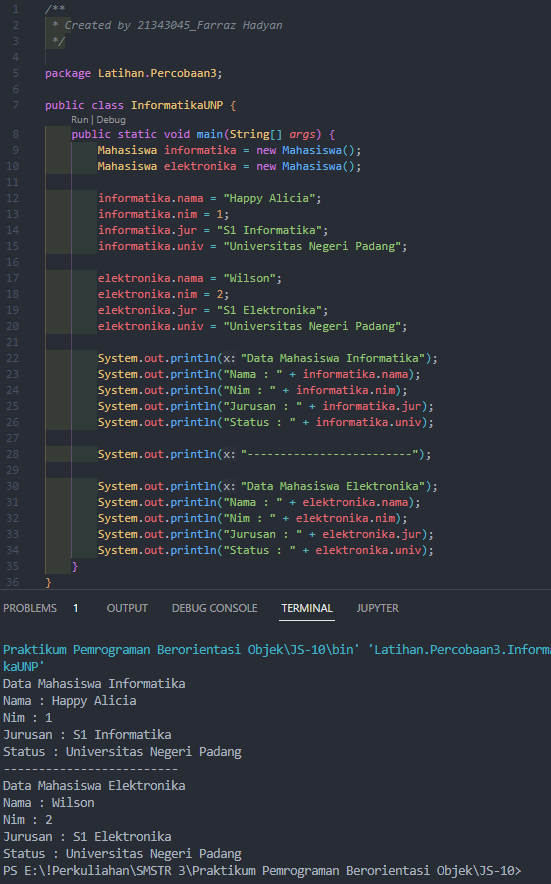 1 /**
2 * Created by 21343045_Farraz Hadyan
3 */
4
5 package Latihan.Percobaan3;
6
7 public class InformatikaUNP {
Run | Debug
8 public static void main(String[] args) {
9 Mahasiswa informatika = new Mahasiswa();
10 Mahasiswa elektronika = new Mahasiswa();
11
12 informatika.nama = "Happy Alicia";
13 informatika.nim = 1;
14 informatika.jur = "S1 Informatika";
15 informatika.univ = "Universitas Negeri Padang";
16
17 elektronika.nama = "Wilson";
18 elektronika.nim = 2;
19 elektronika.jur = "S1 Elektronika";
20 elektronika.univ = "Universitas Negeri Padang";
21
22 System.out.println(x: "Data Mahasiswa Informatika");
23 System.out.println("Nama : " + informatika.nama);
24 System.out.println("Nim : " + informatika.nim);
25 System.out.println("Jurusan : " + informatika.jur);
26 System.out.println("Status : " + informatika.univ);
27
28 System.out.println(x: "-------------------------");
29
30 System.out.println(x: "Data Mahasiswa Elektronika");
31 System.out.println("Nama : " + elektronika.nama);
32 System.out.println("Nim : " + elektronika.nim);
33 System.out.println("Jurusan : " + elektronika.jur);
34 System.out.println("Status : " + elektronika.univ);
35 }
36 }
PROBLEMS 1 OUTPUT DEBUG CONSOLE TERMINAL JUPYTER
Praktikum Pemrograman Berorientasi Objek\JS-10\bin' 'Latihan.Percobaan3.Informa
kaUNP'
Data Mahasiswa Informatika
Nama : Happy Alicia
Nim : 1
Jurusan : S1 Informatika
Status : Universitas Negeri Padang
-------------------------
Data Mahasiswa Elektronika
Nama : Wilson
Nim : 2
Jurusan : S1 Elektronika
Status : Universitas Negeri Padang
PS E:\!Perkuliahan\SMSTR 3\Praktikum Pemrograman Berorientasi Objek\JS-10>